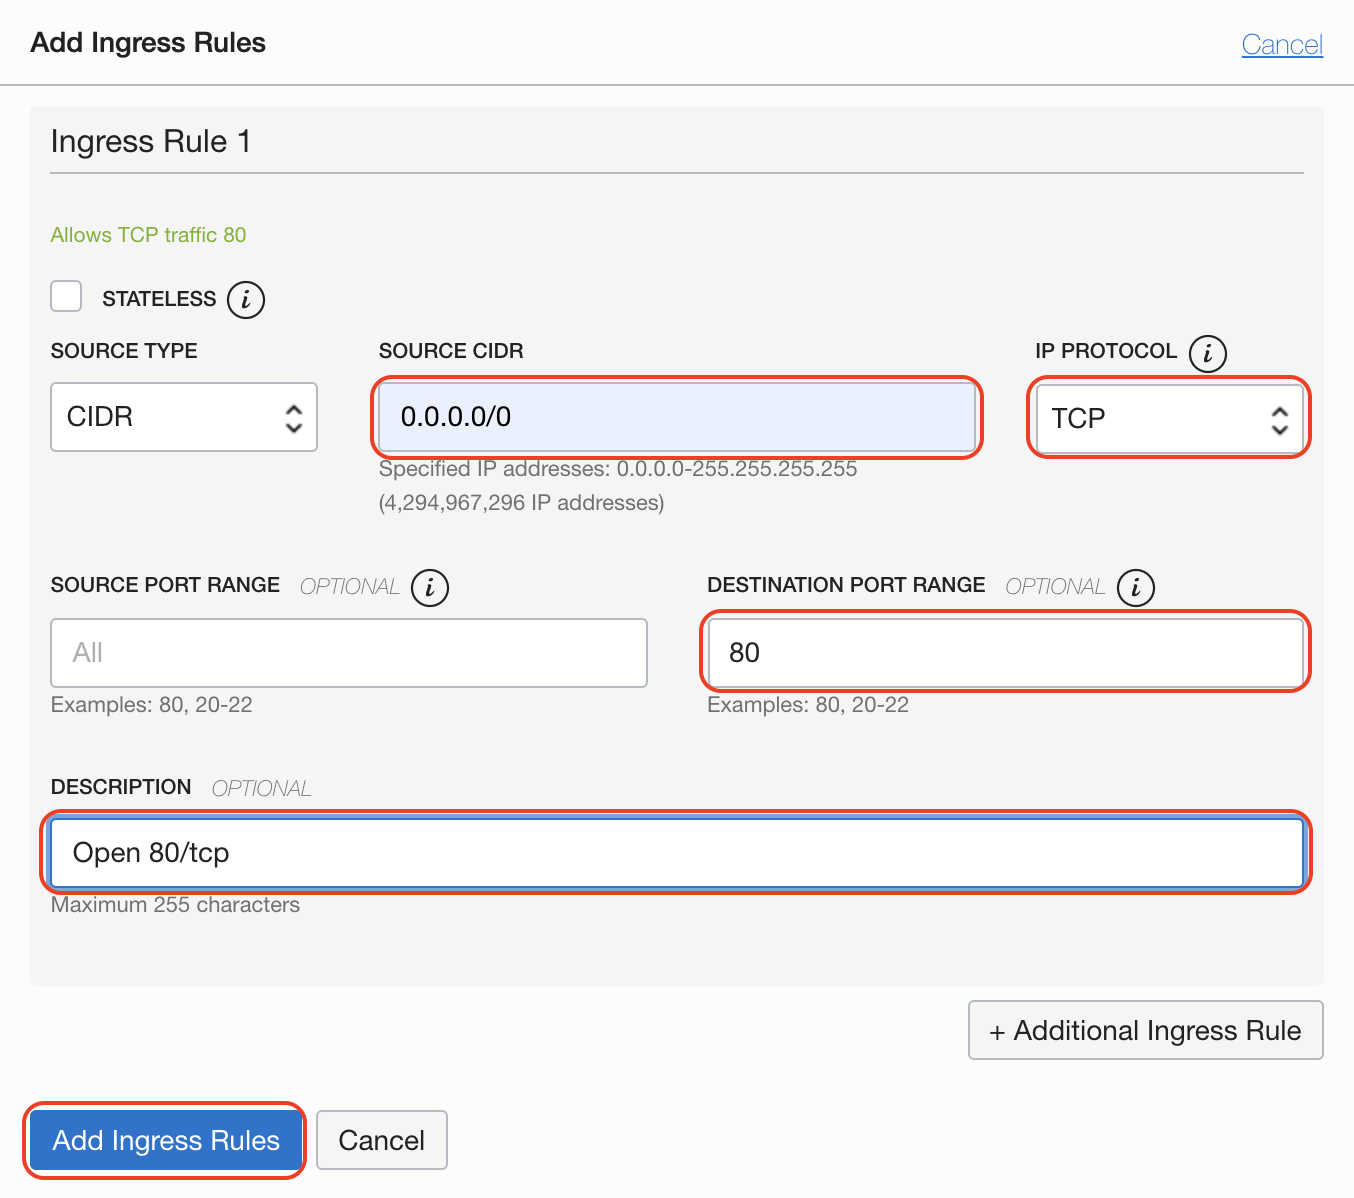 Add Ingress Rules
Cancel
Ingress Rule 1
Allows TCP traffic 80
STATELESS i
SOURCE TYPE
SOURCE CIDR
IP PROTOCOL i
CIDR
0.0.0.0/0
TCP
Specified IP addresses: 0.0.0.0-255.255.255.255
(4,294,967,296 IP addresses)
SOURCE PORT RANGE OPTIONAL i
DESTINATION PORT RANGE OPTIONAL i
All
80
Examples: 80, 20-22
Examples: 80, 20-22
DESCRIPTION OPTIONAL
Open 80/tcp
Maximum 255 characters
+ Additional Ingress Rule
Add Ingress Rules
Cancel